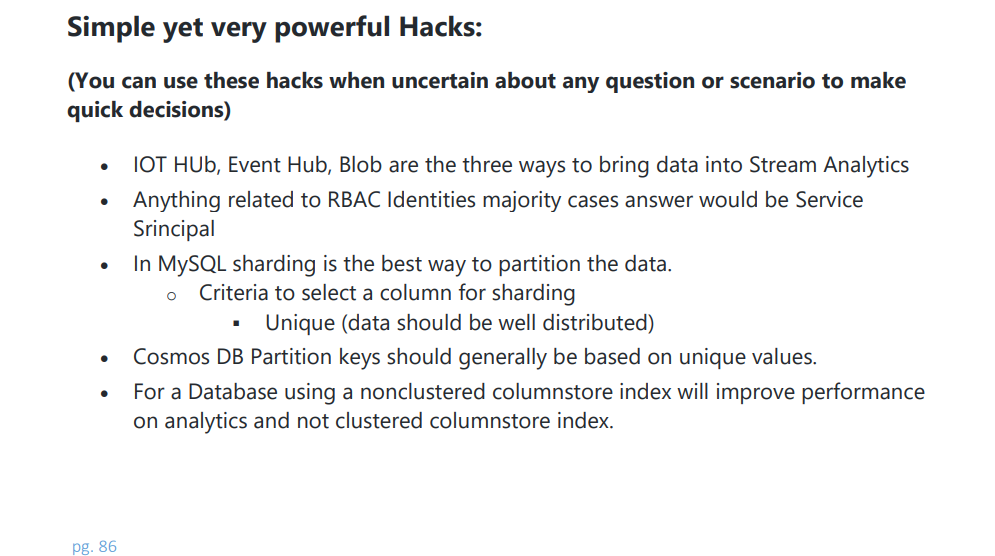 Simple yet very powerful Hacks:
(You can use these hacks when uncertain about any question or scenario to make
quick decisions)
• IOT HUb, Event Hub, Blob are the three ways to bring data into Stream Analytics
• Anything related to RBAC Identities majority cases answer would be Service
Srincipal
• In MySQL sharding is the best way to partition the data.
o Criteria to select a column for sharding
▪ Unique (data should be well distributed)
• Cosmos DB Partition keys should generally be based on unique values.
• For a Database using a nonclustered columnstore index will improve performance
on analytics and not clustered columnstore index.
pg. 86